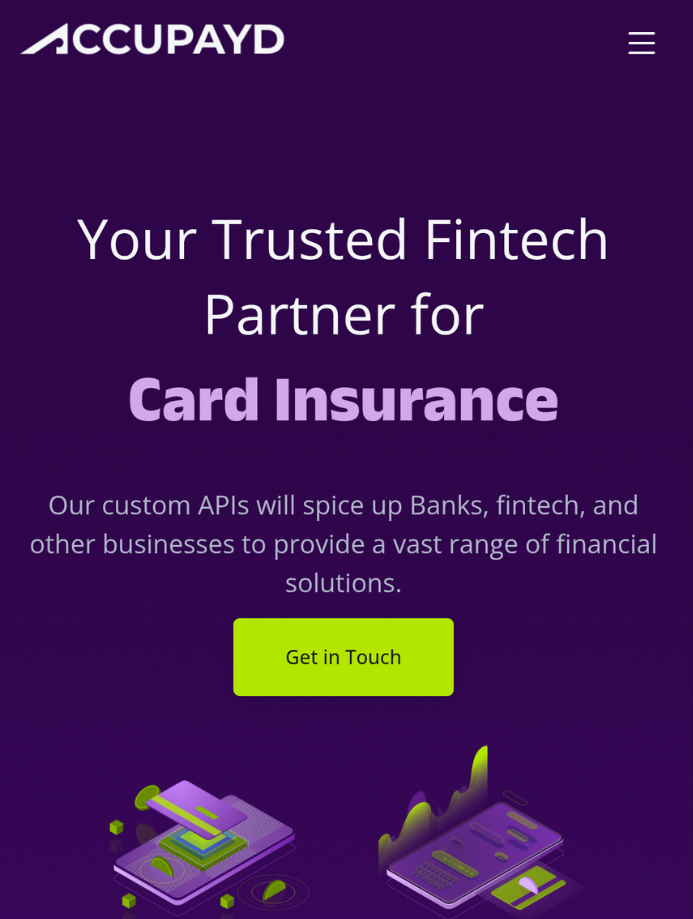 ACCUPAYD
Your Trusted Fintech
Partner for
Card Insurance
Our custom APIs will spice up Banks, fintech, and
other businesses to provide a vast range of financial
solutions.
Get in Touch